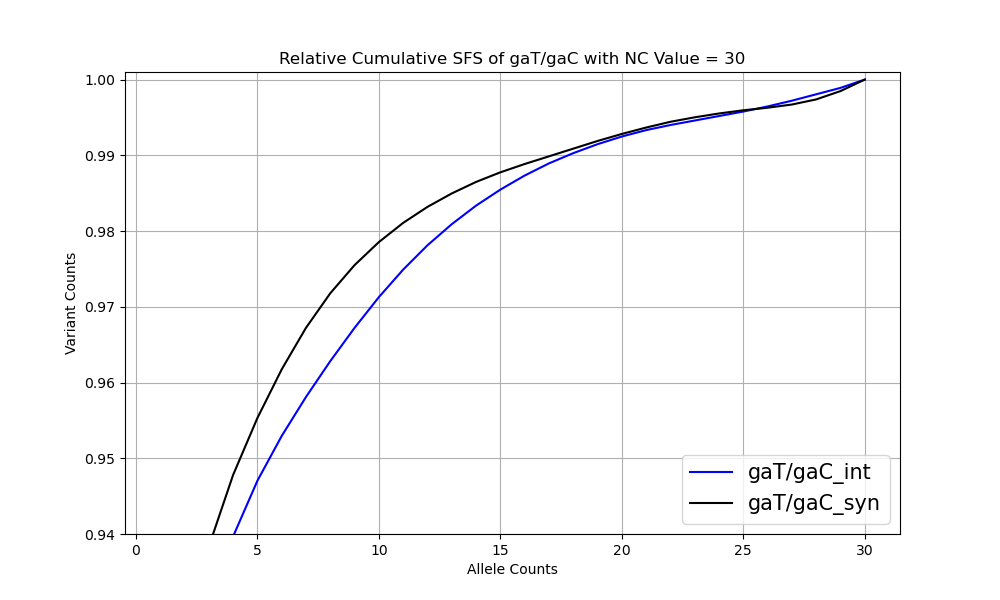 Relative Cumulative SFS of gaT/gaC with NC Value = 30
1.00
0.99
0.98
0.97
0.96
0.95
0.94
Variant Counts
gaT/gaC_int
gaT/gaC_syn
0 5 10 15 20 25 30
Allele Counts